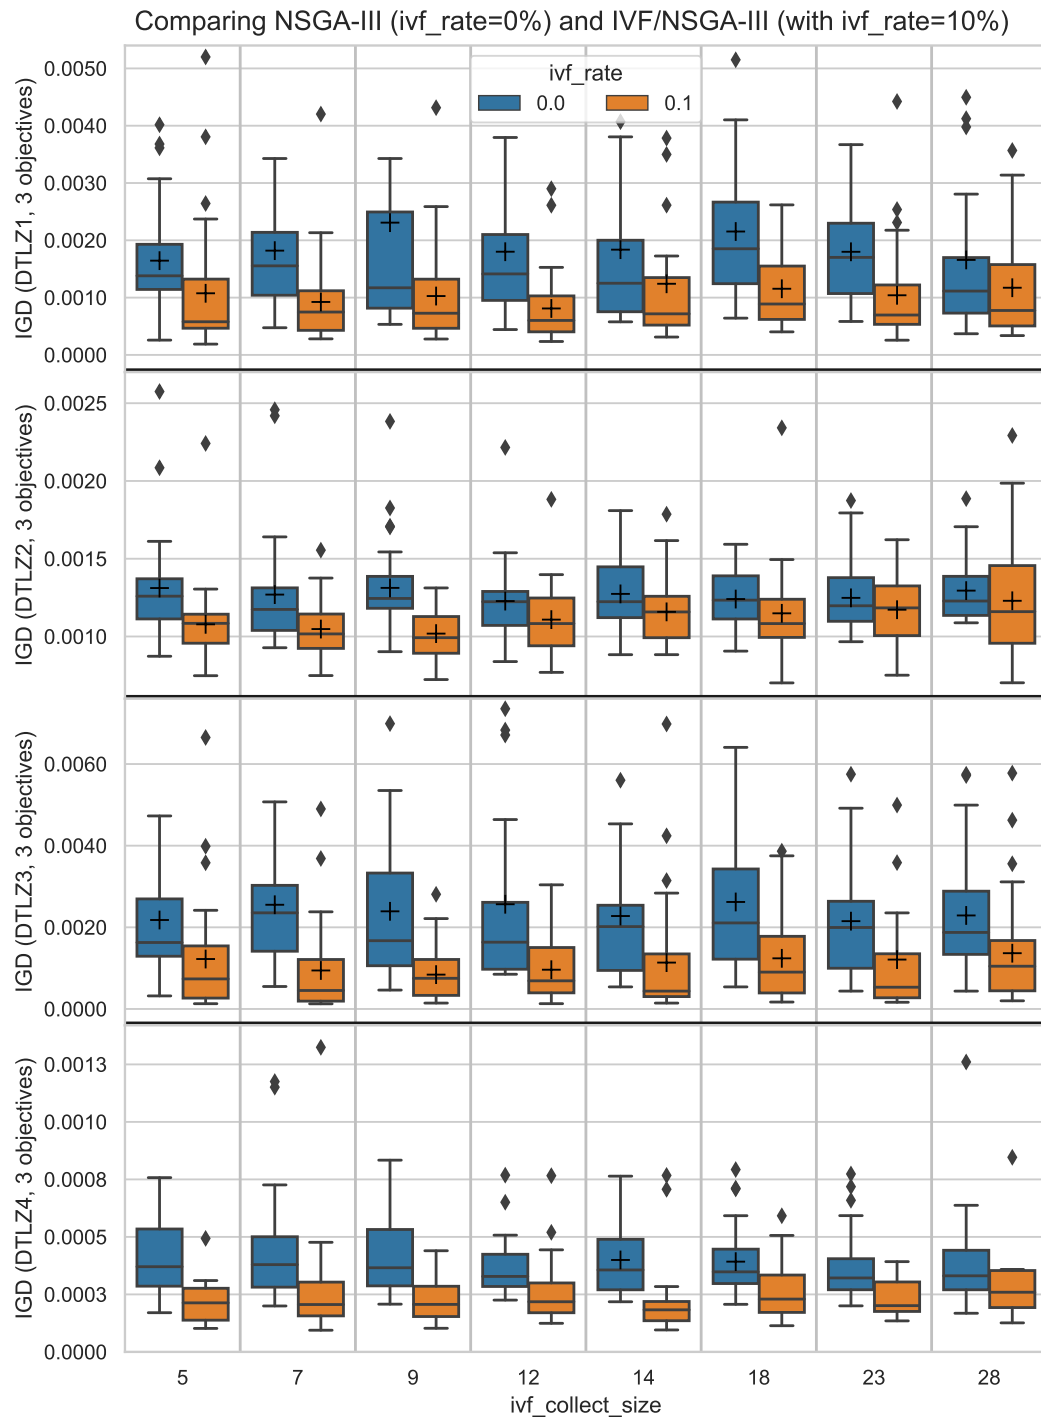 Comparing NSGA-III (ivf_rate=0%) and IVF/NSGA-III (with ivf_rate=10%)
ivf_rate
0.0 0.1
IGD (DTLZ1, 3 objectives)
0.0050
0.0040
0.0030
0.0020
0.0010
0.0000
IGD (DTLZ2, 3 objectives)
0.0025
0.0020
0.0015
0.0010
IGD (DTLZ3, 3 objectives)
0.0060
0.0040
0.0020
0.0000
IGD (DTLZ4, 3 objectives)
0.0013
0.0010
0.0008
0.0005
0.0003
0.0000
5 7 9 12 14 18 23 28
ivf_collect_size